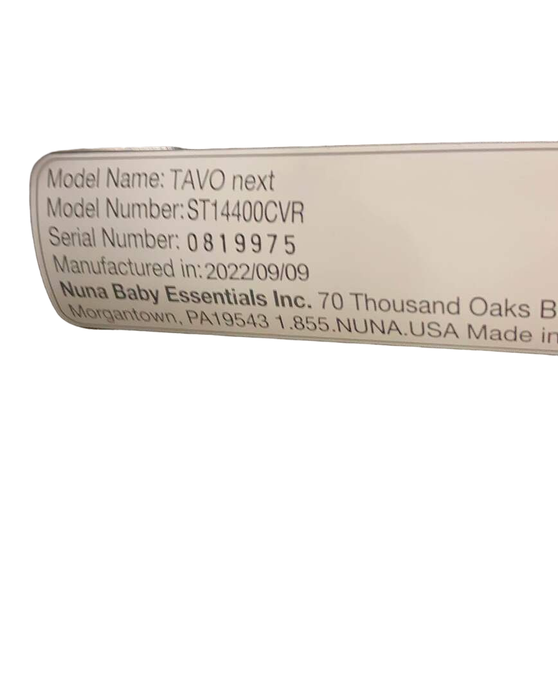 Model Name: TAVO next
Model Number: ST14400CVR
Serial Number: 0819975
Manufactured in: 2022/09/09
Nuna Baby Essentials Inc. 70 Thousand Oaks B
Morgantown, PA19543 1.855.NUNA.USA Made in